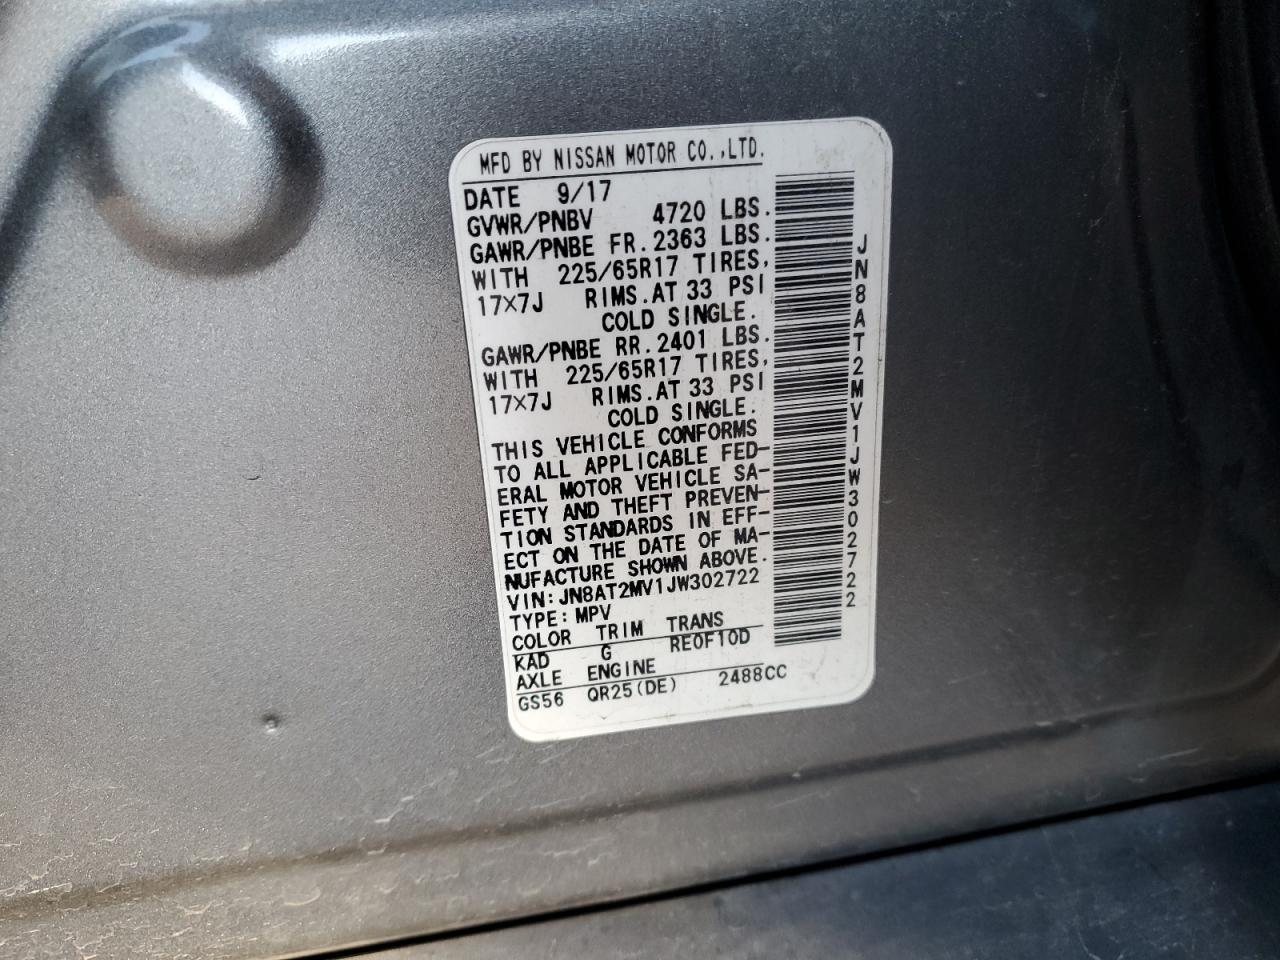 MFD BY NISSAN MOTOR CO.,LTD.
DATE 9/17
GVWR/PNBV 4720 LBS.
GAWR/PNBE FR.2363 LBS.
WITH 225/65R17 TIRES,
17×7J RIMS.AT 33 PSI
COLD SINGLE.
GAWR/PNBE RR.2401 LBS.
WITH 225/65R17 TIRES,
17×7J RIMS.AT 33 PSI
COLD SINGLE.
THIS VEHICLE CONFORMS
TO ALL APPLICABLE FED-
ERAL MOTOR VEHICLE SA-
FETY AND THEFT PREVEN-
TION STANDARDS IN EFF-
ECT ON THE DATE OF MA-
NUFACTURE SHOWN ABOVE.
VIN:JN8AT2MV1JW302722
TYPE:MPV
COLOR TRIM TRANS
KAD G RE0F10D
AXLE ENGINE
GS56 QR25(DE) 2488CC
JN8AT2MV1JW302722